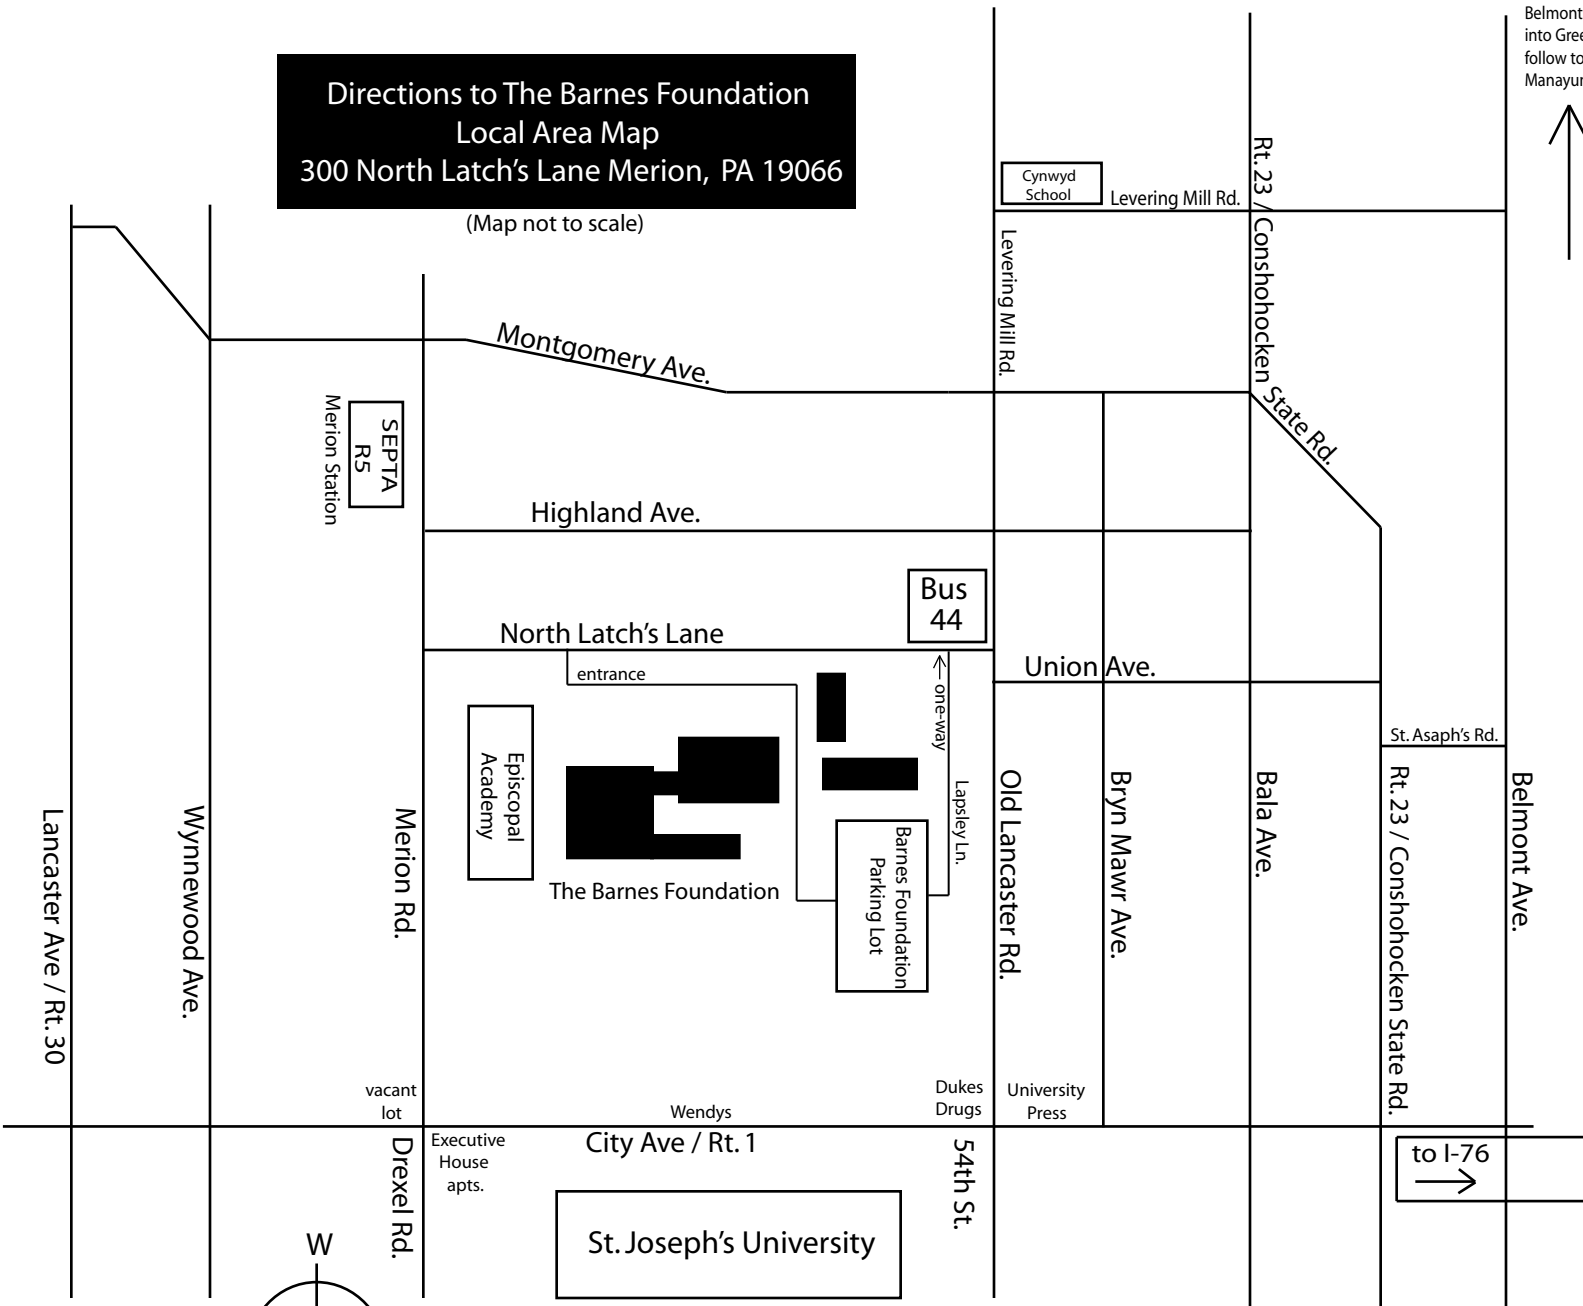 Directions to The Barnes Foundation
Local Area Map
300 North Latch's Lane Merion, PA 19066
(Map not to scale)
Belmont
into
follow to
Cynwyd
School
Levering Mill Rd.
Rt. 23 / Conshohocken State Rd.
Levering Mill Rd.
Montgomery Ave.
SEPTA
R5
Merion Station
Highland Ave.
Bus
44
North Latch's Lane
entrance
one-way
Union Ave.
St. Asaph's Rd.
Episcopal
Academy
The Barnes Foundation
Barnes Foundation
Parking Lot
Lapsley Ln.
Lancaster Ave / Rt. 30
Wynnewood Ave.
Merion Rd.
Old Lancaster Rd.
Bryn Mawr Ave.
Bala Ave.
Rt. 23 / Conshohocken State Rd.
Belmont Ave.
vacant
lot
Wendys
Dukes
Drugs
University
Press
City Ave / Rt. 1
Executive
House
apts.
Drexel Rd.
54th St.
to I-76
St. Joseph's University
W